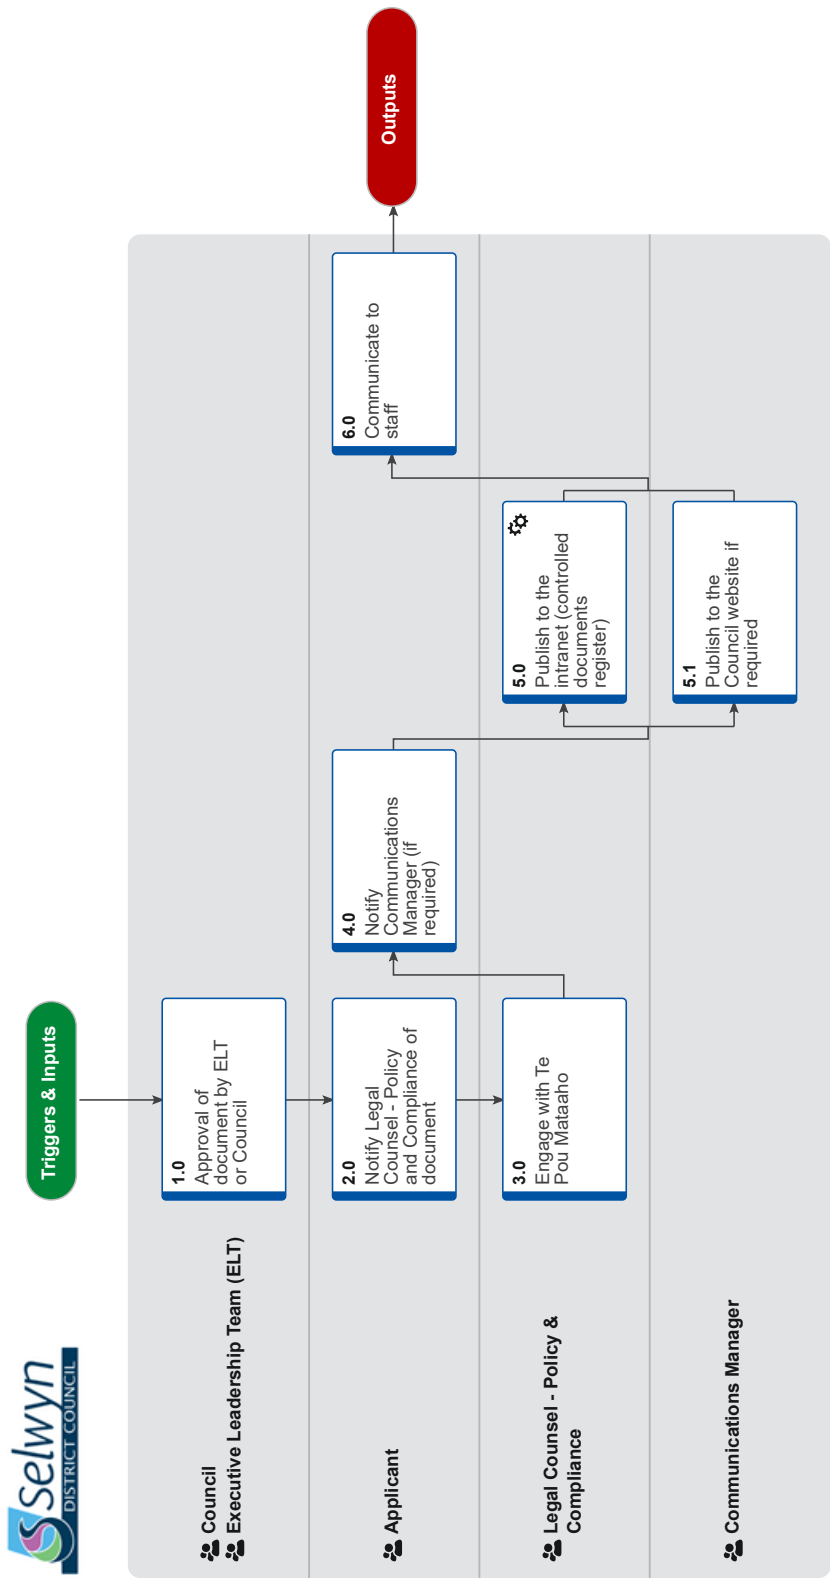 Selwyn
DISTRICT COUNCIL
Triggers & Inputs
Outputs
Council
Executive Leadership Team (ELT)
1.0
Approval of
document by ELT
or Council
Applicant
2.0
Notify Legal
Counsel - Policy
and Compliance of
document
4.0
Notify
Communications
Manager (if
required)
6.0
Communicate to
staff
Legal Counsel - Policy &
Compliance
3.0
Engage with Te
Pou Mataaho
5.0
Publish to the
intranet (controlled
documents
register)
Communications Manager
5.1
Publish to the
Council website if
required